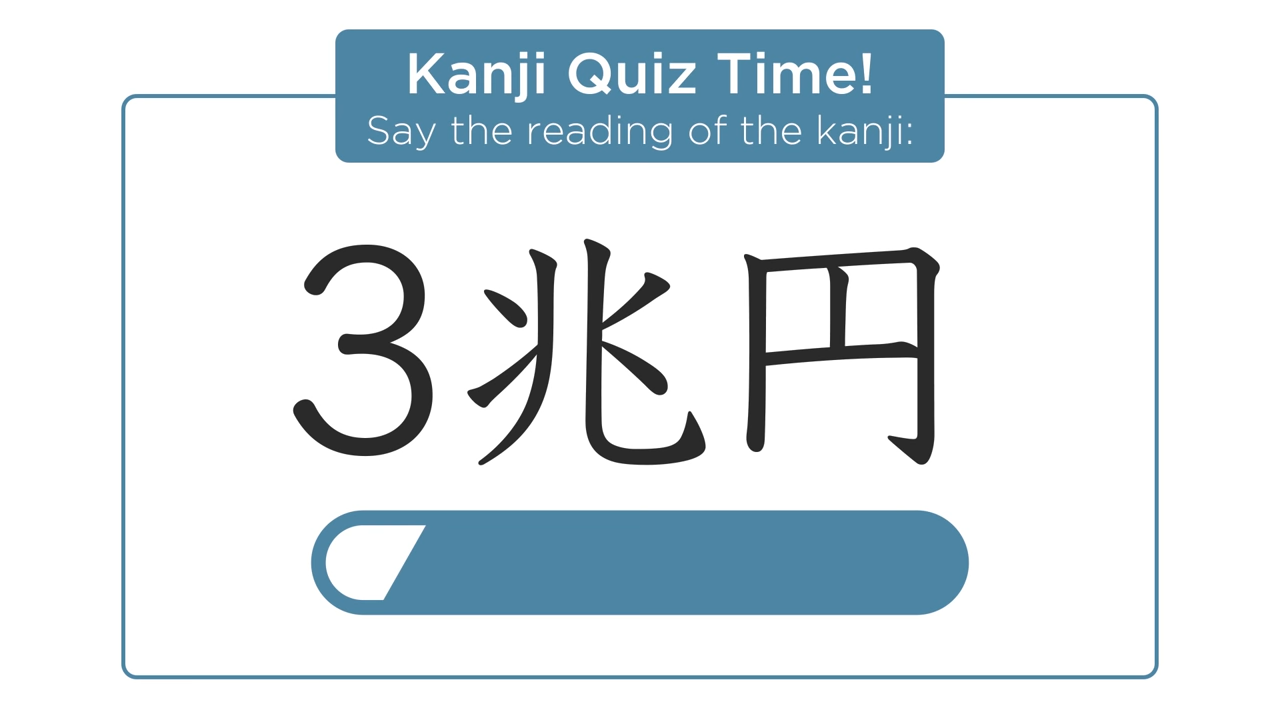 Kanji Quiz Time!
Say the reading of the kanji:
3兆円